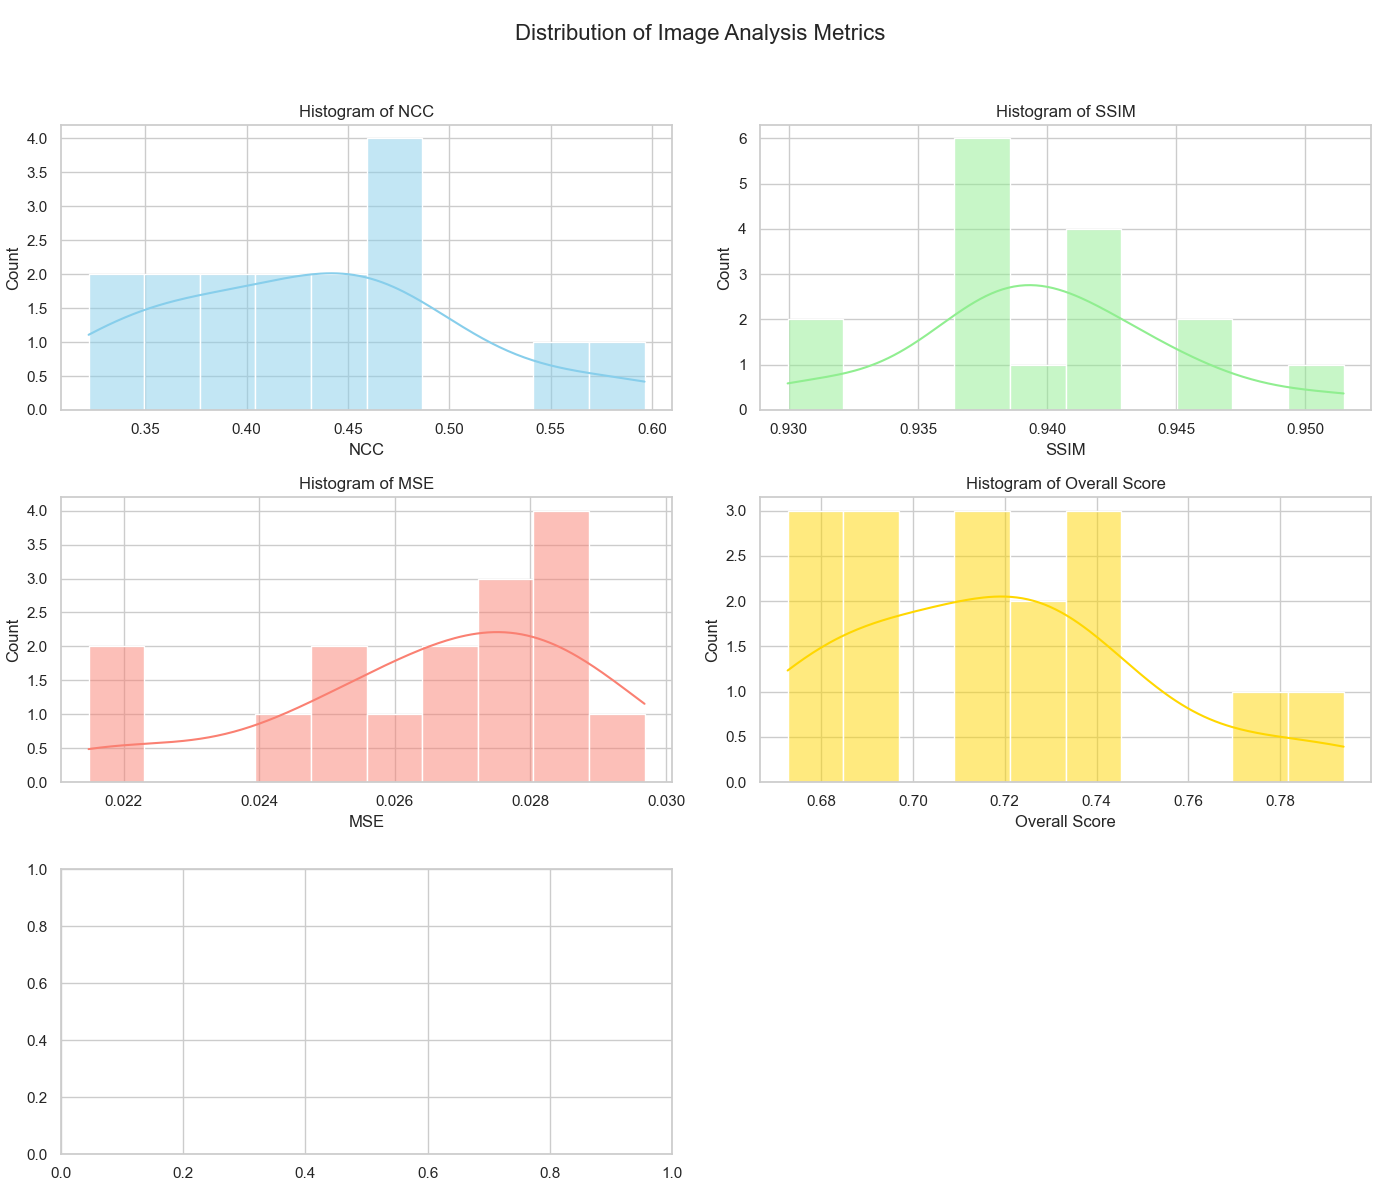 Distribution of Image Analysis Metrics
Histogram of NCC
4.0
3.5
3.0
2.5
2.0
1.5
1.0
0.5
0.0
Count
0.35 0.40 0.45 0.50 0.55 0.60
NCC
Histogram of SSIM
6
5
4
3
2
1
0
Count
0.930 0.935 0.940 0.945 0.950
SSIM
Histogram of MSE
4.0
3.5
3.0
2.5
2.0
1.5
1.0
0.5
0.0
Count
0.022 0.024 0.026 0.028 0.030
MSE
Histogram of Overall Score
3.0
2.5
2.0
1.5
1.0
0.5
0.0
Count
0.68 0.70 0.72 0.74 0.76 0.78
Overall Score
1.0
0.8
0.6
0.4
0.2
0.0
0.0 0.2 0.4 0.6 0.8 1.0